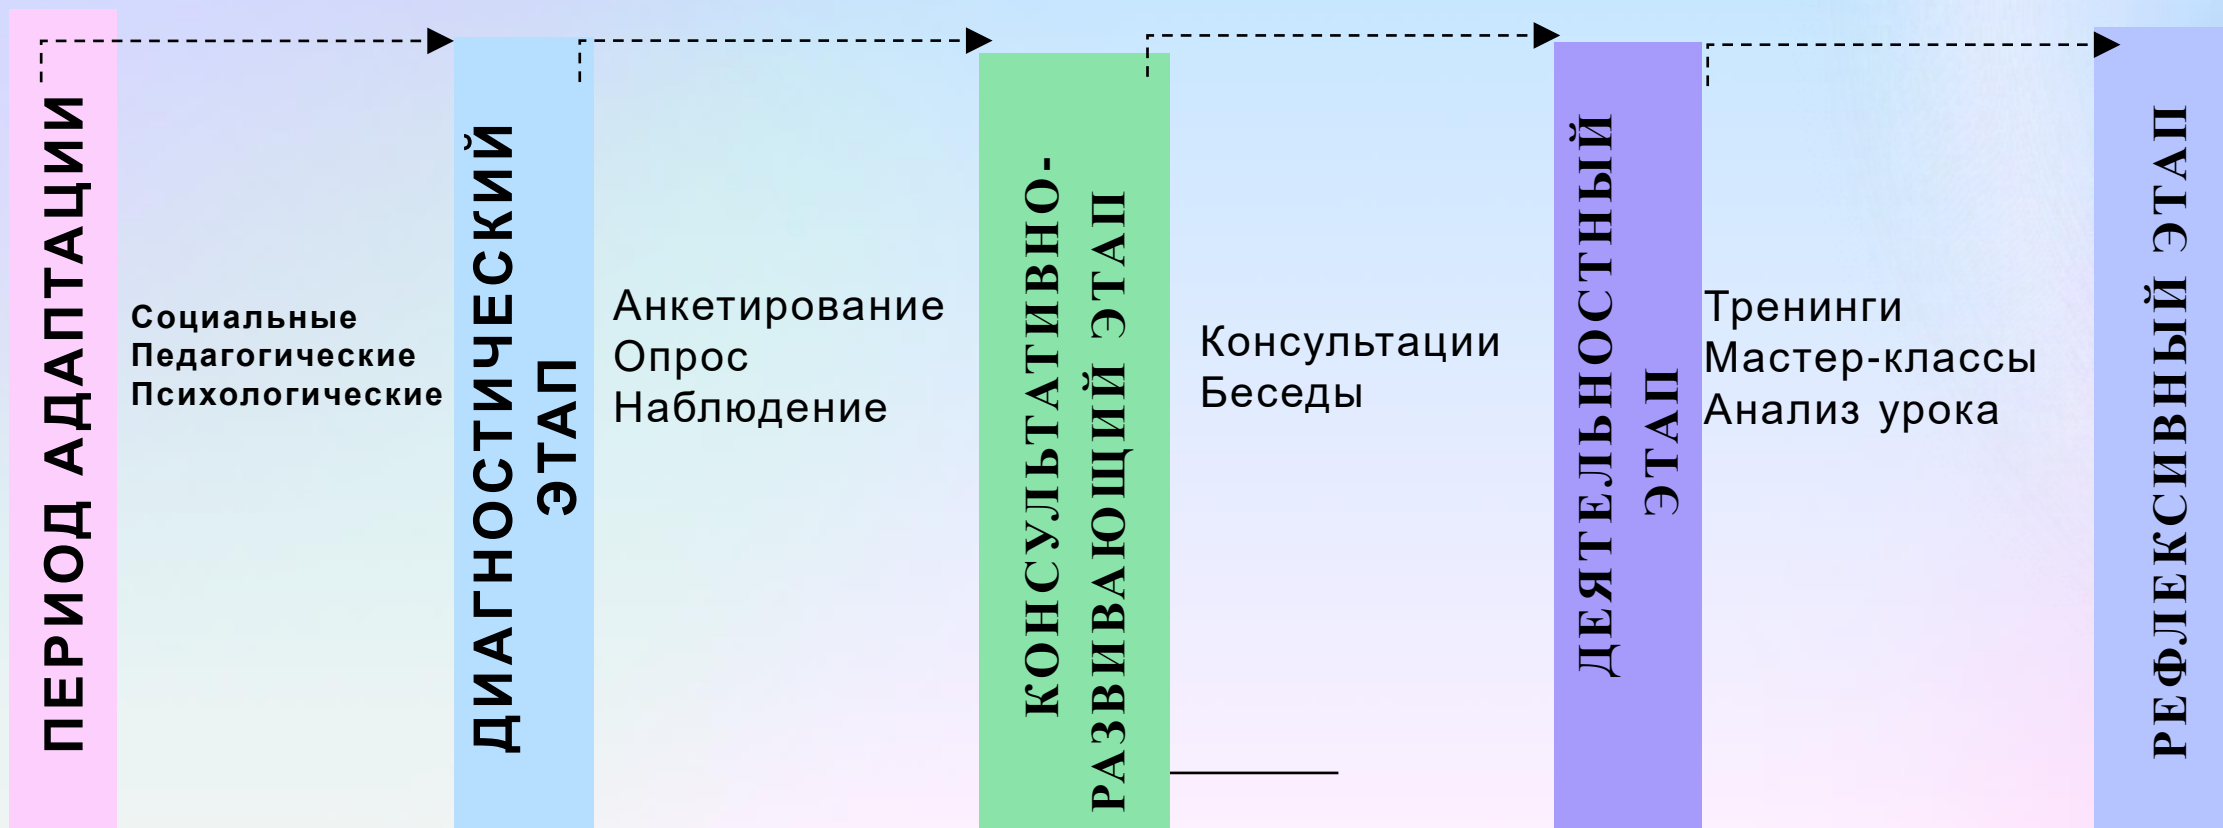 ПЕРИОД АДАПТАЦИИ
Социальные
Педагогические
Психологические
ДИАГНОСТИЧЕСКИЙ
ЭТАП
Анкетирование
Опрос
Наблюдение
КОНСУЛЬТАТИВНО-
РАЗВИВАЮЩИЙ ЭТАП
Консультации
Беседы
ДЕЯТЕЛЬНОСТНЫЙ
ЭТАП
Тренинги
Мастер-классы
Анализ урока
РЕФЛЕКСИВНЫЙ ЭТАП